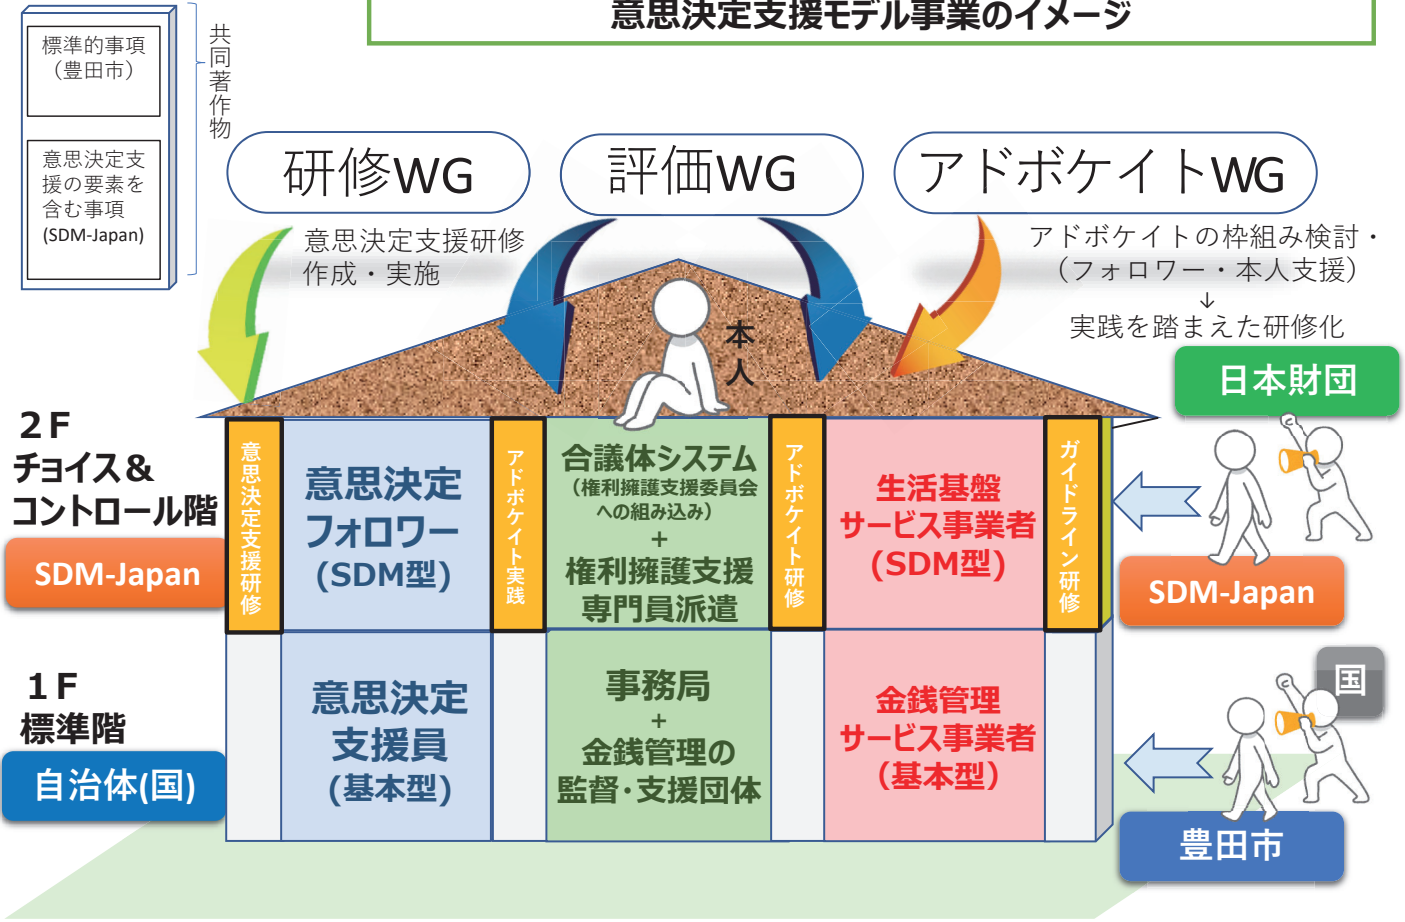 意思決定支援モデル事業のイメージ
標準的事項
（豊田市）
意思決定支
援の要素を
含む事項
(SDM-Japan)
共同著作物
研修WG
評価WG
アドボケイトWG
意思決定支援研修
作成・実施
アドボケイトの枠組み検討・
（フォロワー・本人支援）
↓
実践を踏まえた研修化
本人
日本財団
2F
チョイス&
コントロール階
SDM-Japan
意思決定支援研修
意思決定
フォロワー
(SDM型)
アドボケイト実践
合議体システム
（権利擁護支援委員会
への組み込み）
+
権利擁護支援
専門員派遣
アドボケイト研修
生活基盤
サービス事業者
(SDM型)
ガイドライン研修
SDM-Japan
1F
標準階
自治体(国)
意思決定
支援員
(基本型)
事務局
+
金銭管理の
監督･支援団体
金銭管理
サービス事業者
（基本型）
国
豊田市